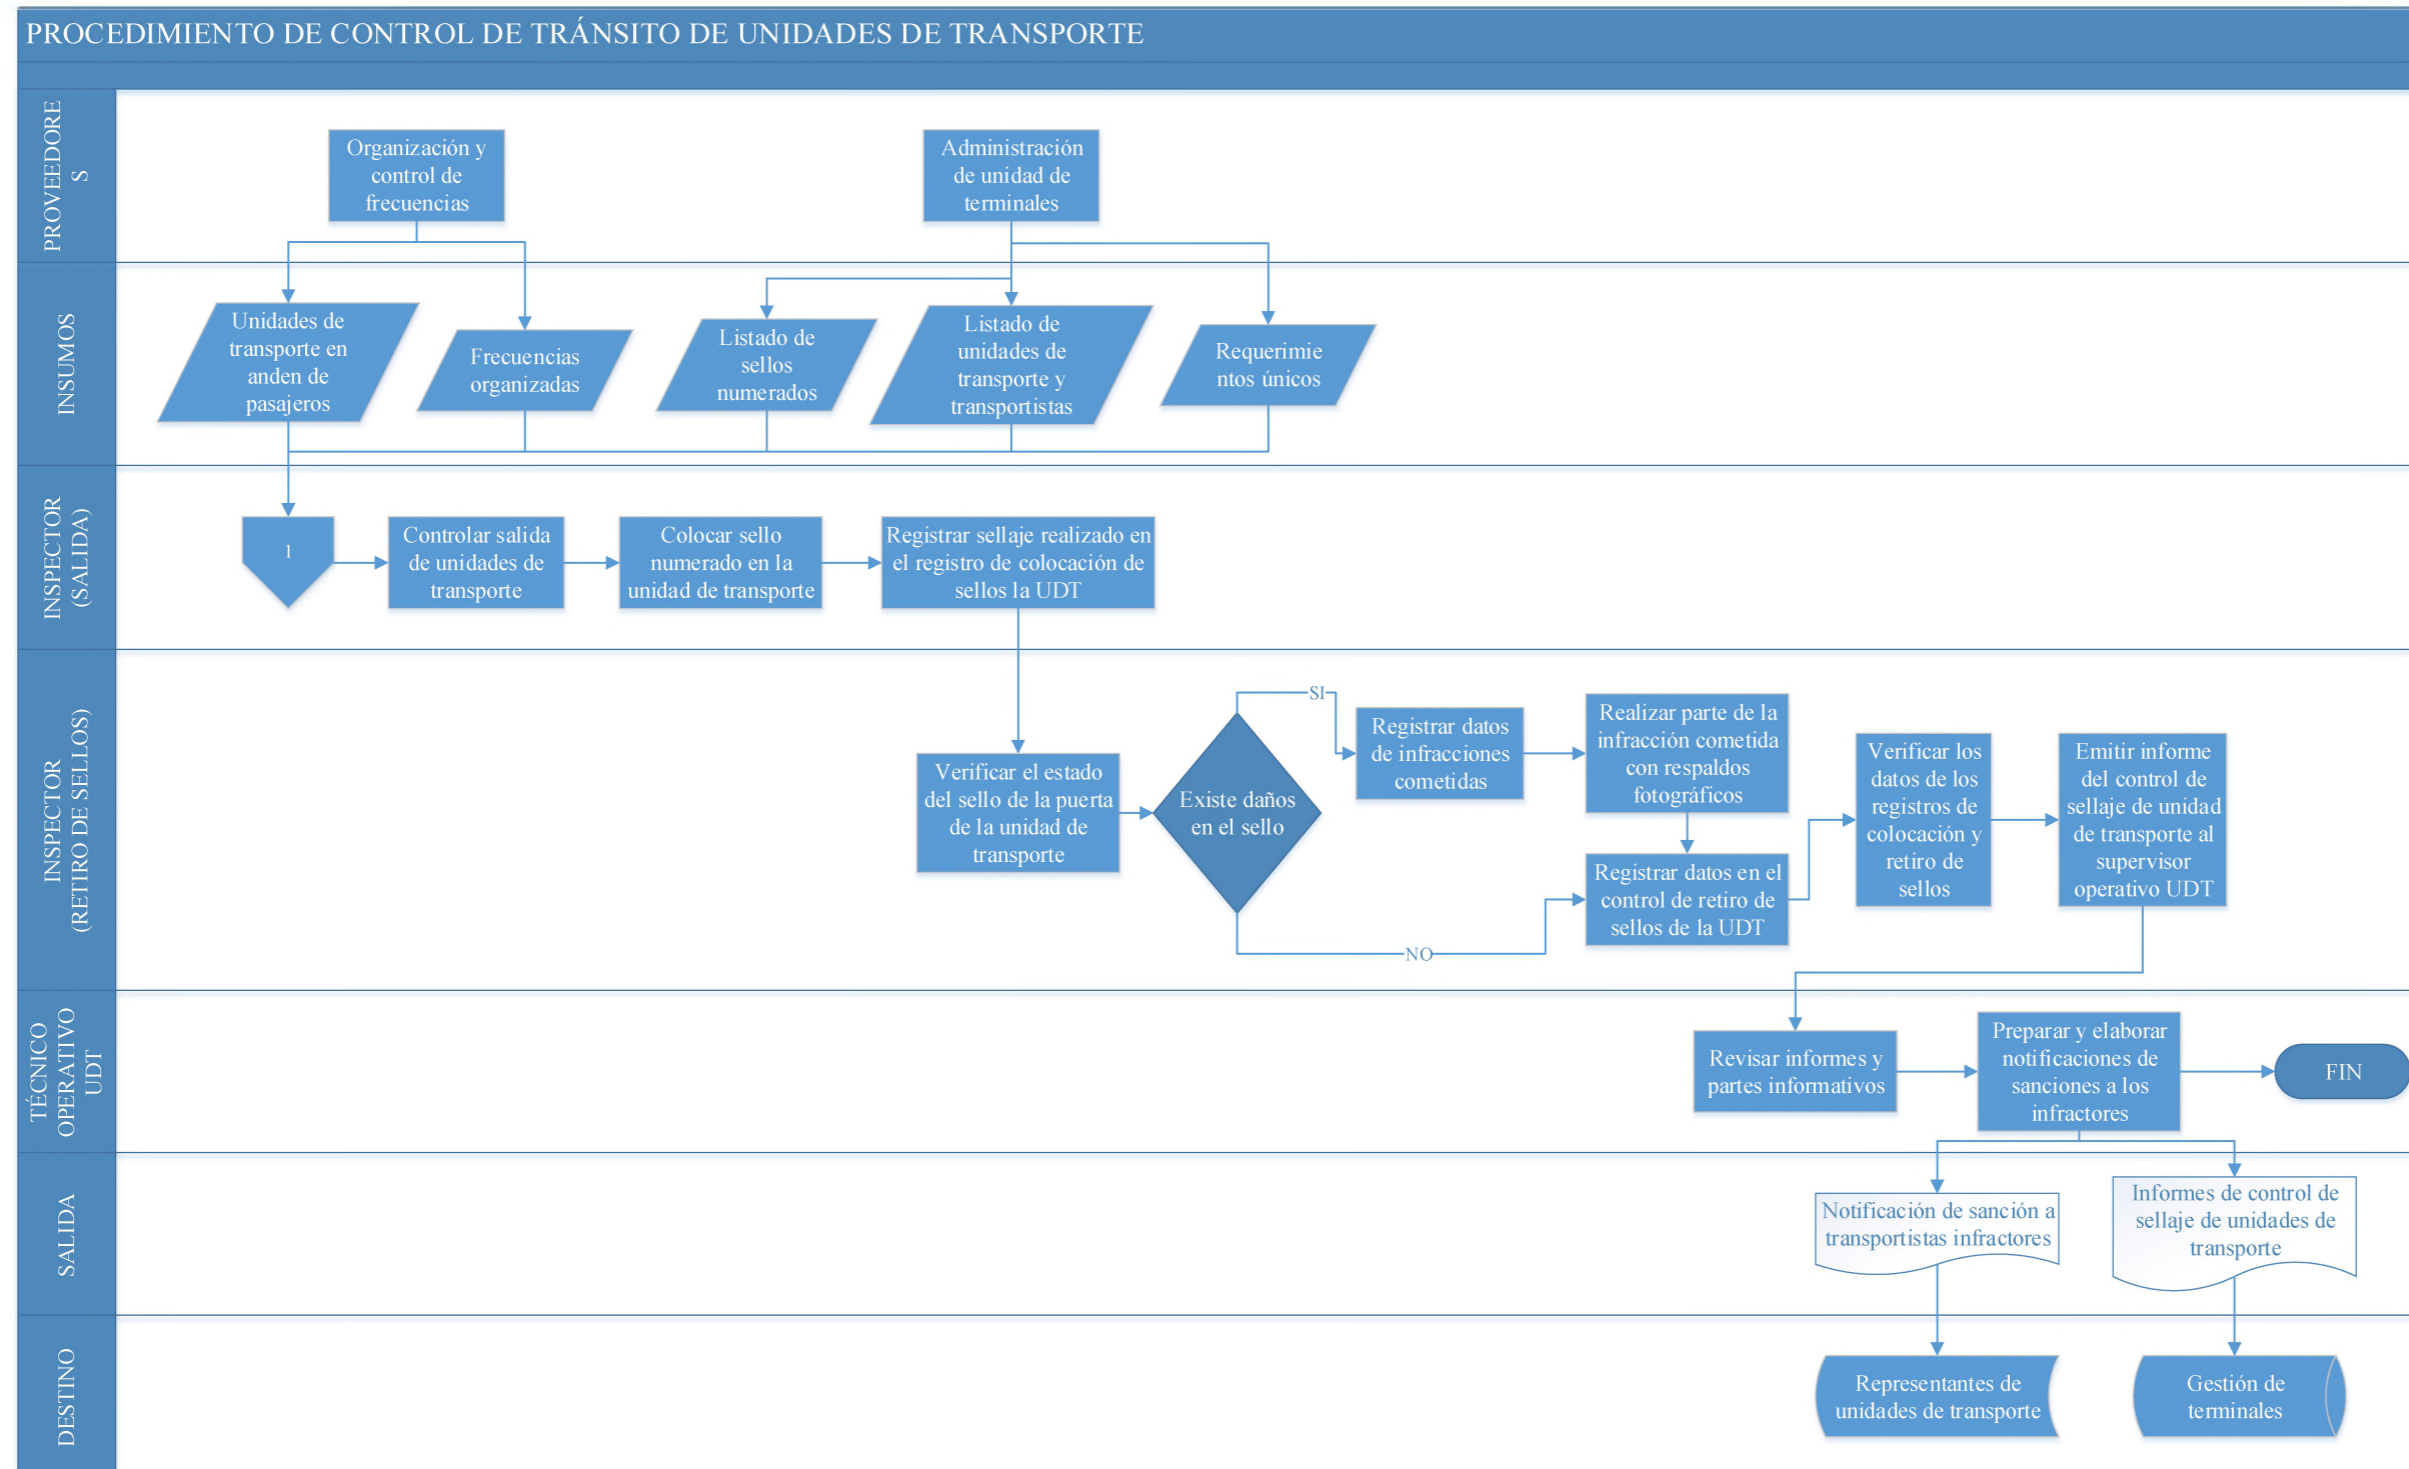 PROCEDIMIENTO DE CONTROL DE TRÁNSITO DE UNIDADES DE TRANSPORTE
PROVEEDORE
S
Organización y
control de
frecuencias
Administración
de unidad de
terminales
INSUMOS
Unidades de
transporte en
anden de
pasajeros
Frecuencias
organizadas
Listado de
sellos
numerados
Listado de
unidades de
transporte y
transportistas
Requerimie
ntos únicos
INSPECTOR
(SALIDA)
1
Controlar salida
de unidades de
transporte
Colocar sello
numerado en la
unidad de transporte
Registrar sellaje realizado en
el registro de colocación de
sellos la UDT
INSPECTOR
(RETIRO DE SELLOS)
Verificar el estado
del sello de la puerta
de la unidad de
transporte
Existe daños
en el sello
SI
NO
Registrar datos
de infracciones
cometidas
Realizar parte de la
infracción cometida
con respaldos
fotográficos
Registrar datos en el
control de retiro de
sellos de la UDT
Verificar los
datos de los
registros de
colocación y
retiro de
sellos
Emitir informe
del control de
sellaje de unidad
de transporte al
supervisor
operativo UDT
TÉCNICO
OPERATIVO
UDT
Revisar informes y
partes informativos
Preparar y elaborar
notificaciones de
sanciones a los
infractores
FIN
SALIDA
Notificación de sanción a
transportistas infractores
Informes de control de
sellaje de unidades de
transporte
DESTINO
Representantes de
unidades de transporte
Gestión de
terminales